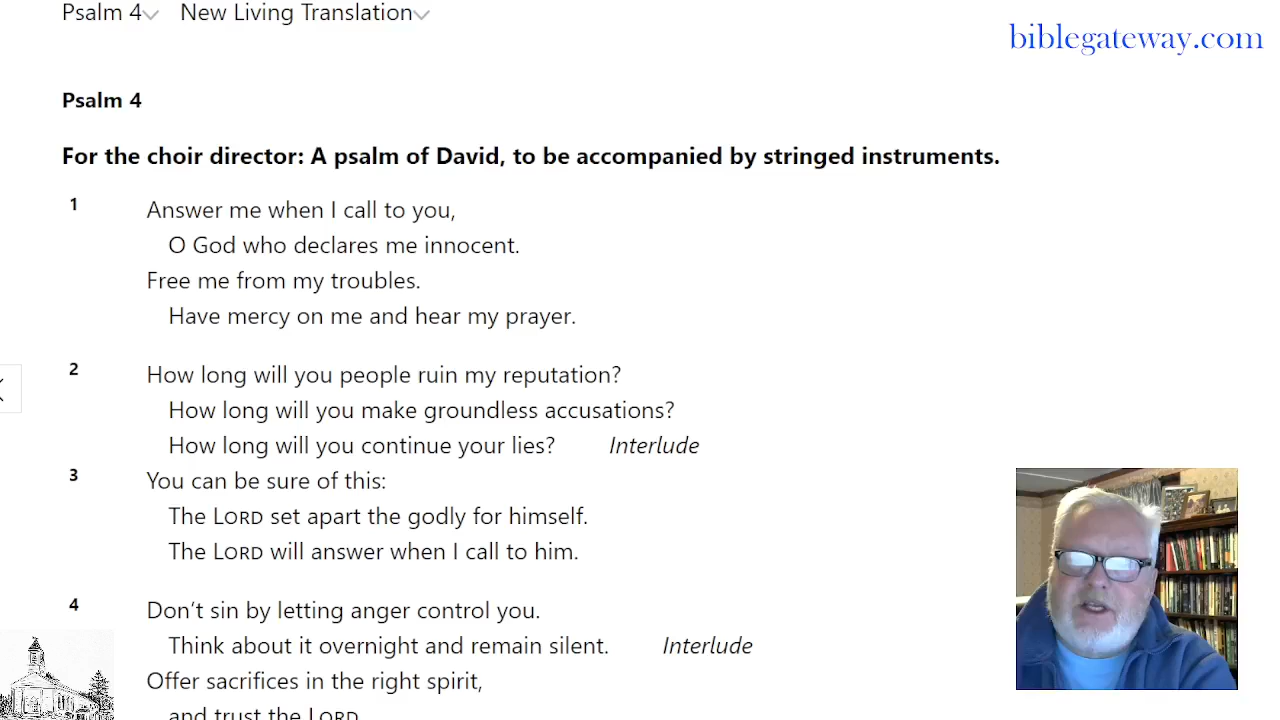 Psalm 4 New Living Translation
biblegateway.com
Psalm 4
For the choir director: A psalm of David, to be accompanied by stringed instruments.
1 Answer me when I call to you,
O God who declares me innocent.
Free me from my troubles.
Have mercy on me and hear my prayer.
2 How long will you people ruin my reputation?
How long will you make groundless accusations?
How long will you continue your lies? Interlude
3 You can be sure of this:
The LORD set apart the godly for himself.
The LORD will answer when I call to him.
4 Don’t sin by letting anger control you.
Think about it overnight and remain silent. Interlude
Offer sacrifices in the right spirit,
and trust the LORD